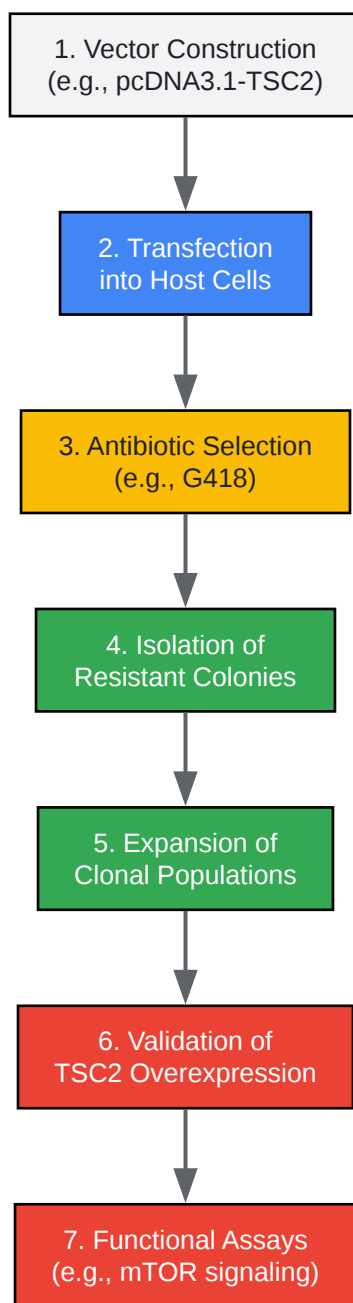 1. Vector Construction
(e.g., pcDNA3.1-TSC2)
2. Transfection
into Host Cells
3. Antibiotic Selection
(e.g., G418)
4. Isolation of
Resistant Colonies
5. Expansion of
Clonal Populations
6. Validation of
TSC2 Overexpression
7. Functional Assays
(e.g., mTOR signaling)